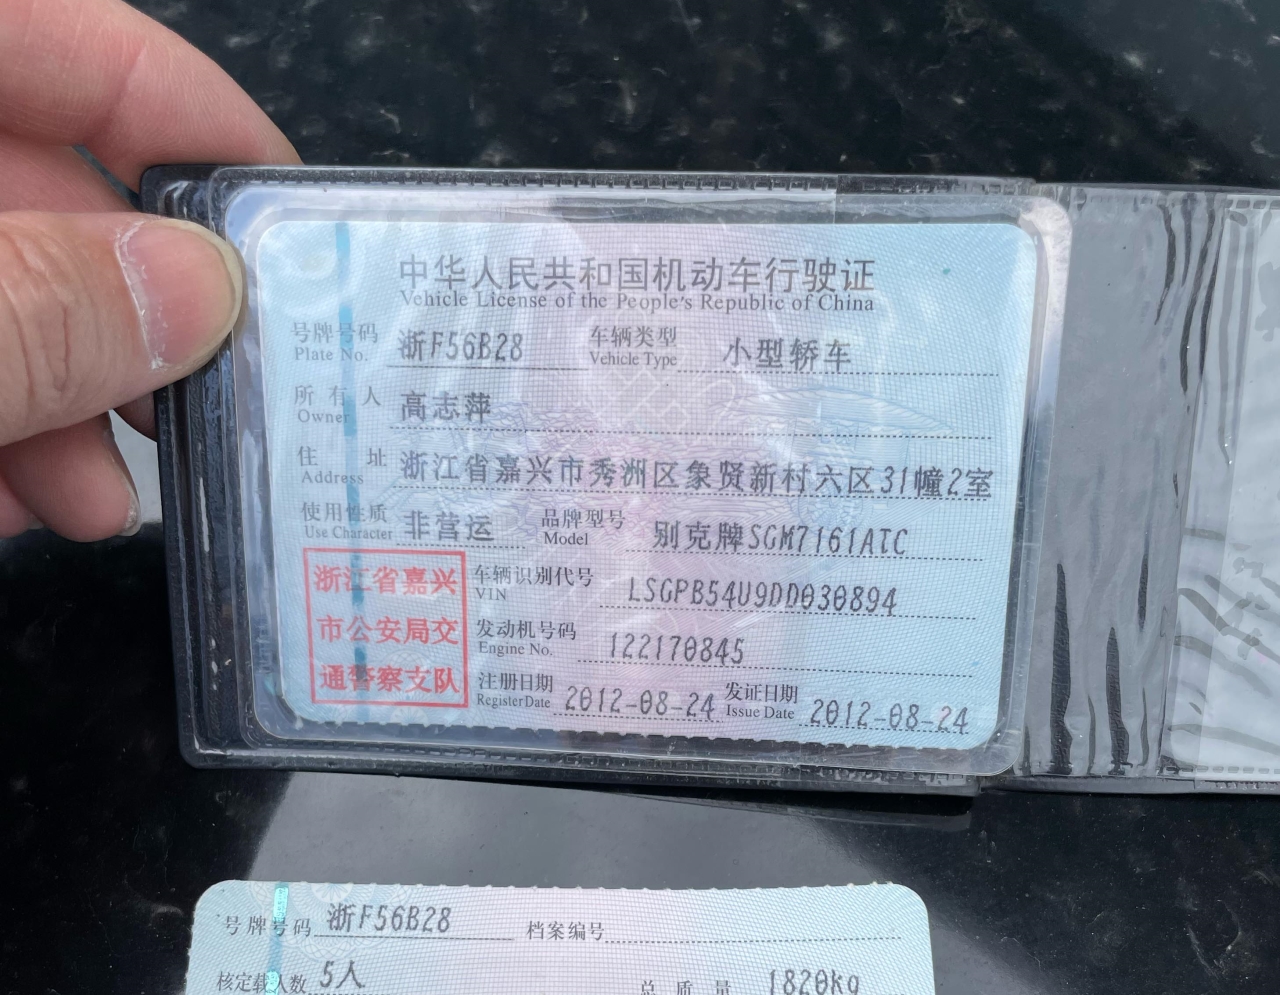 中华人民共和国机动车行驶证
Vehicle License of the People's Republic of China
号牌号码 浙F56B28 车辆类型 小型轿车
Plate No. Vehicle Type
所有人 高志萍
Owner
住址 浙江省嘉兴市秀洲区象贤新村六区31幢2室
Address
使用性质 非营运 品牌型号 别克牌SGM7161ATC
Use Character Model
浙江省嘉兴市公安局交通警察支队
车辆识别代号 LSGPB54U9DD030894
VIN
发动机号码 122170845
Engine No.
注册日期 2012-08-24 发证日期 2012-08-24
Register Date Issue Date
号牌号码 浙F56B28 档案编号
核定载人数 5人 总质量 1820kg